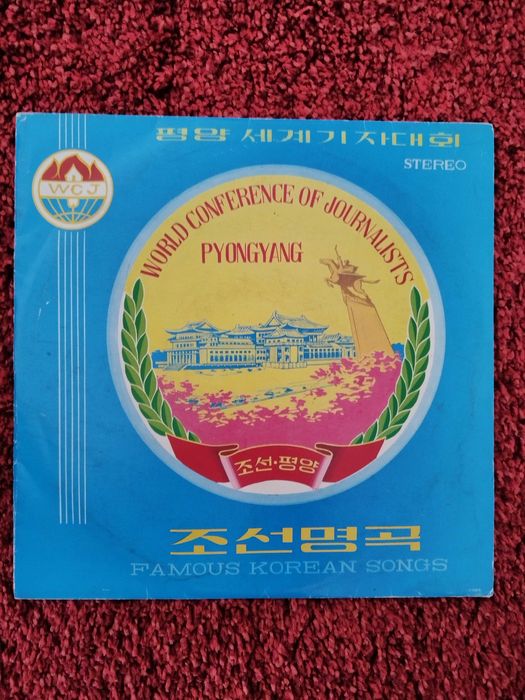 평양 세계기자대회
STEREO
WCJ
WORLD CONFERENCE OF JOURNALISTS
PYONGYANG
조선·평양
조선명곡
FAMOUS KOREAN SONGS